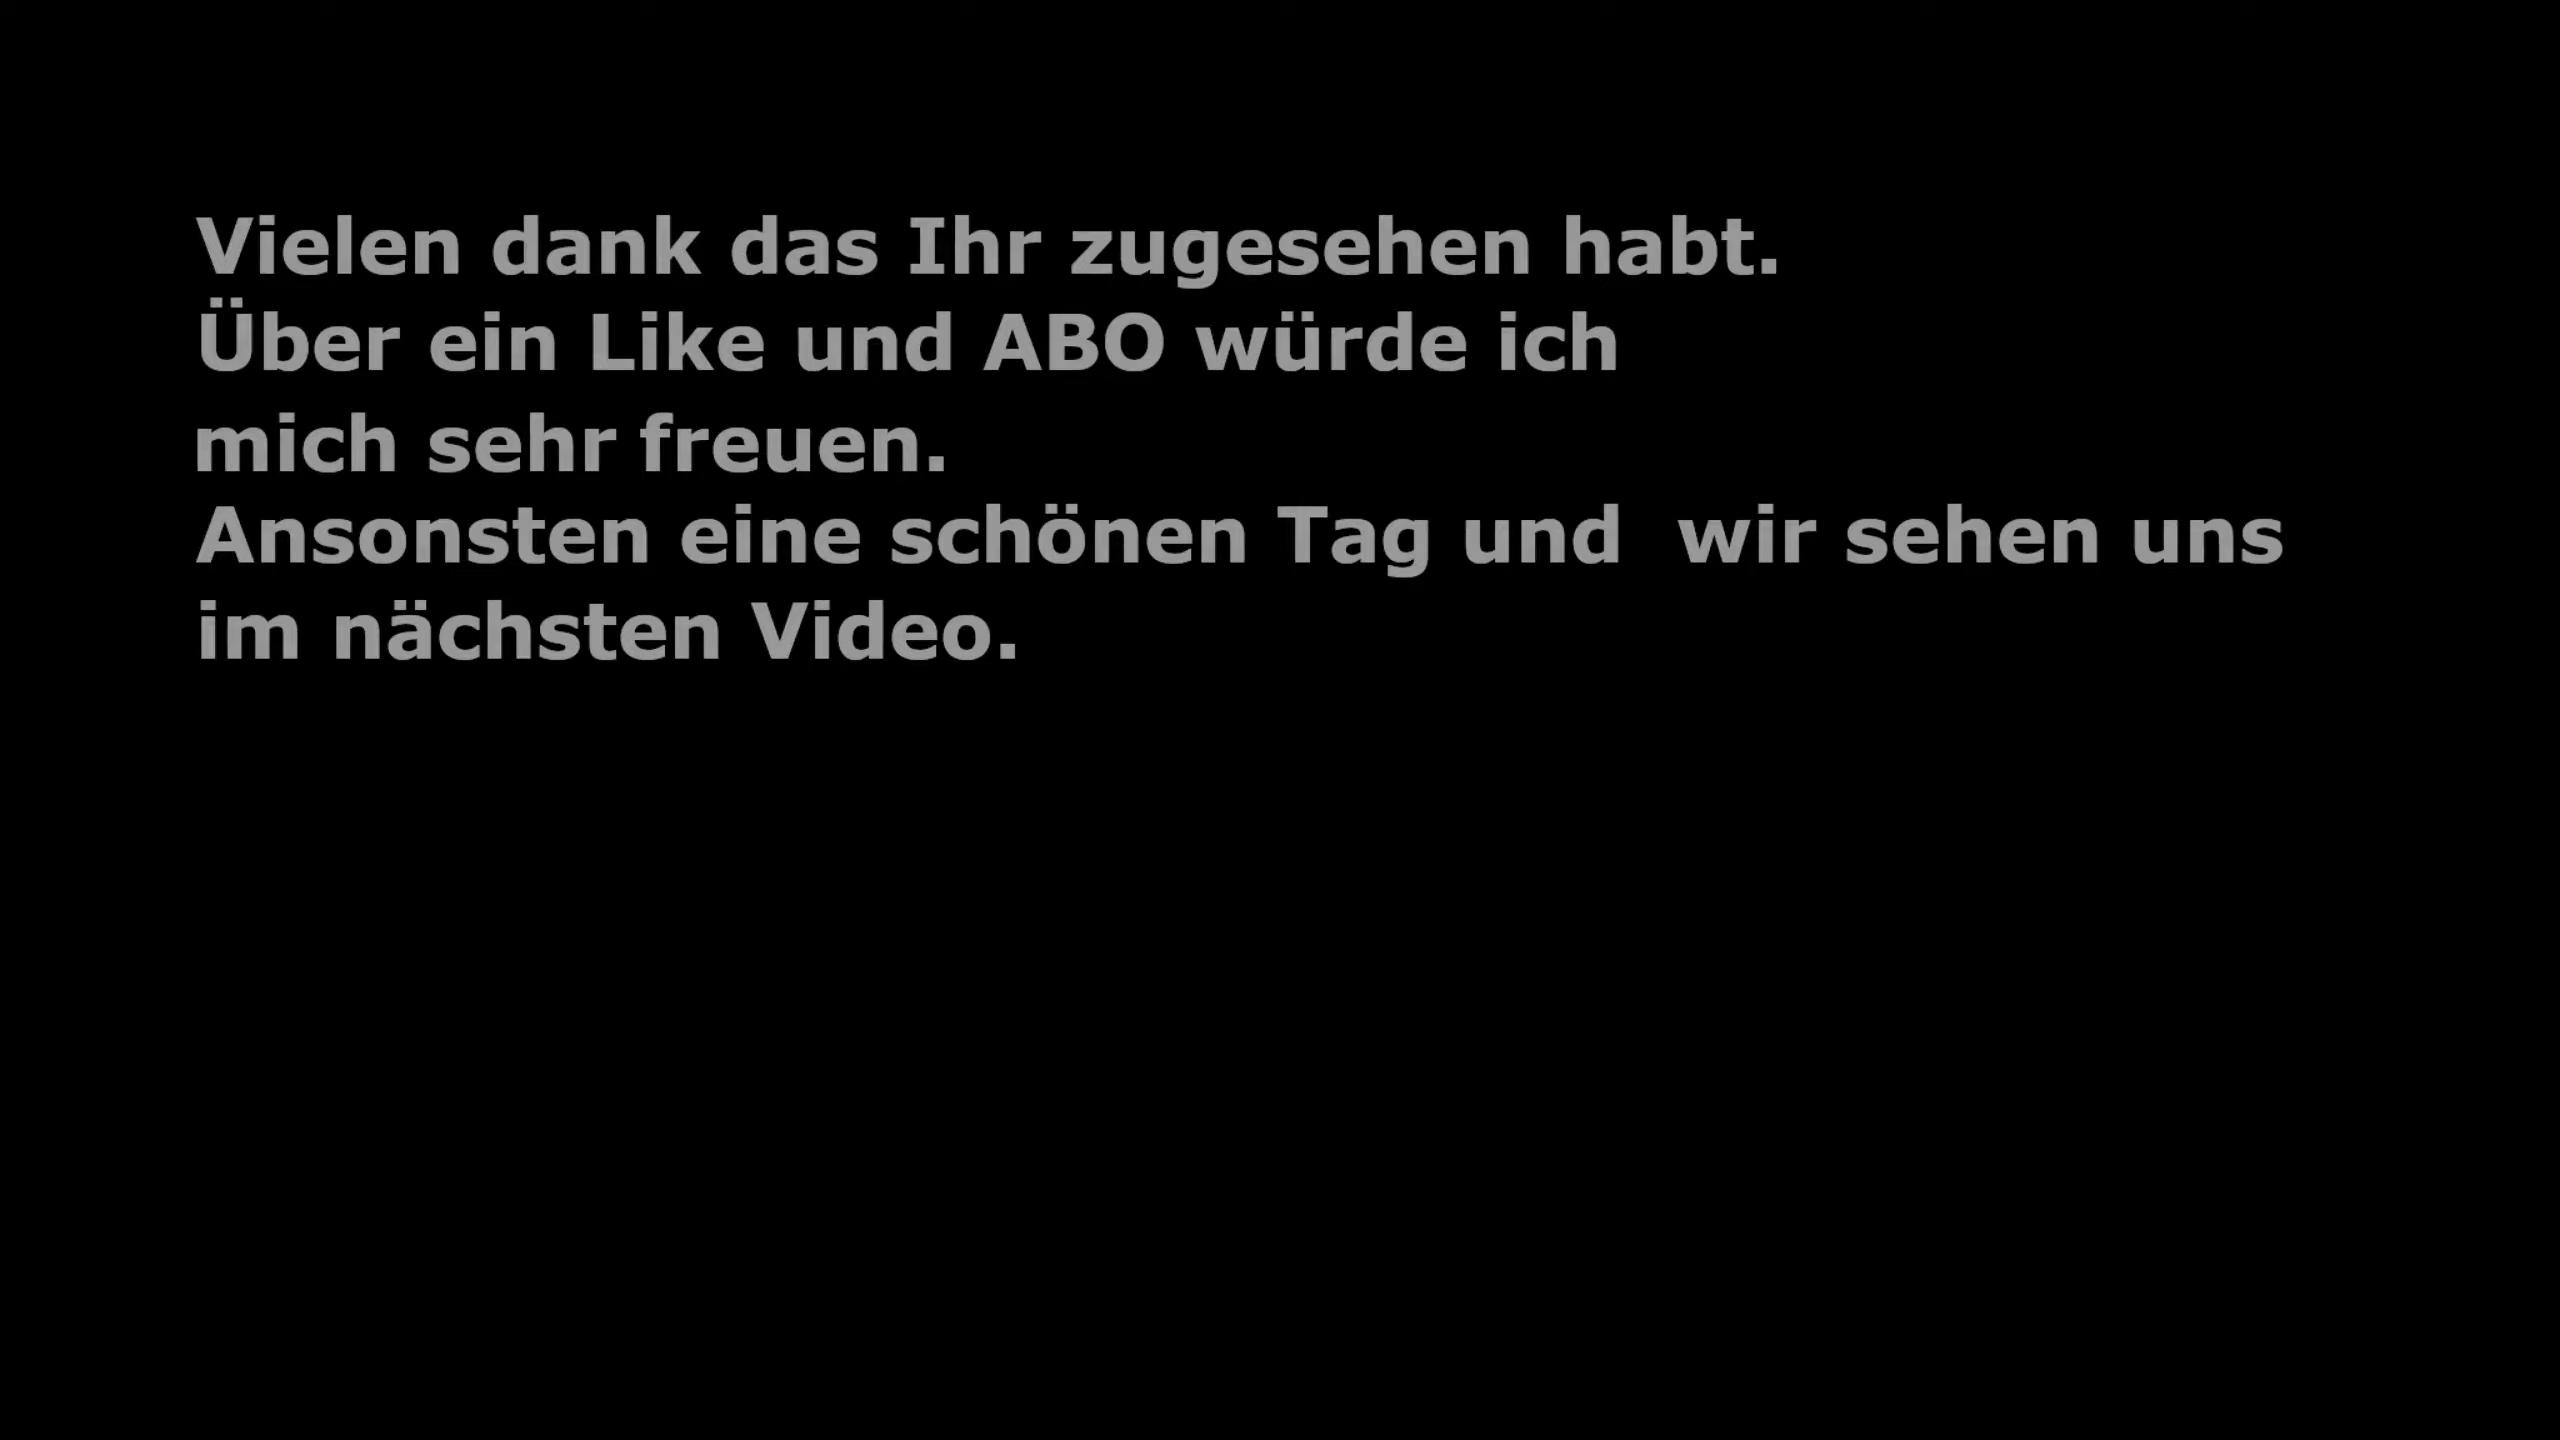 Vielen dank das Ihr zugesehen habt.
Über ein Like und ABO würde ich
mich sehr freuen.
Ansonsten eine schönen Tag und  wir sehen uns
im nächsten Video.